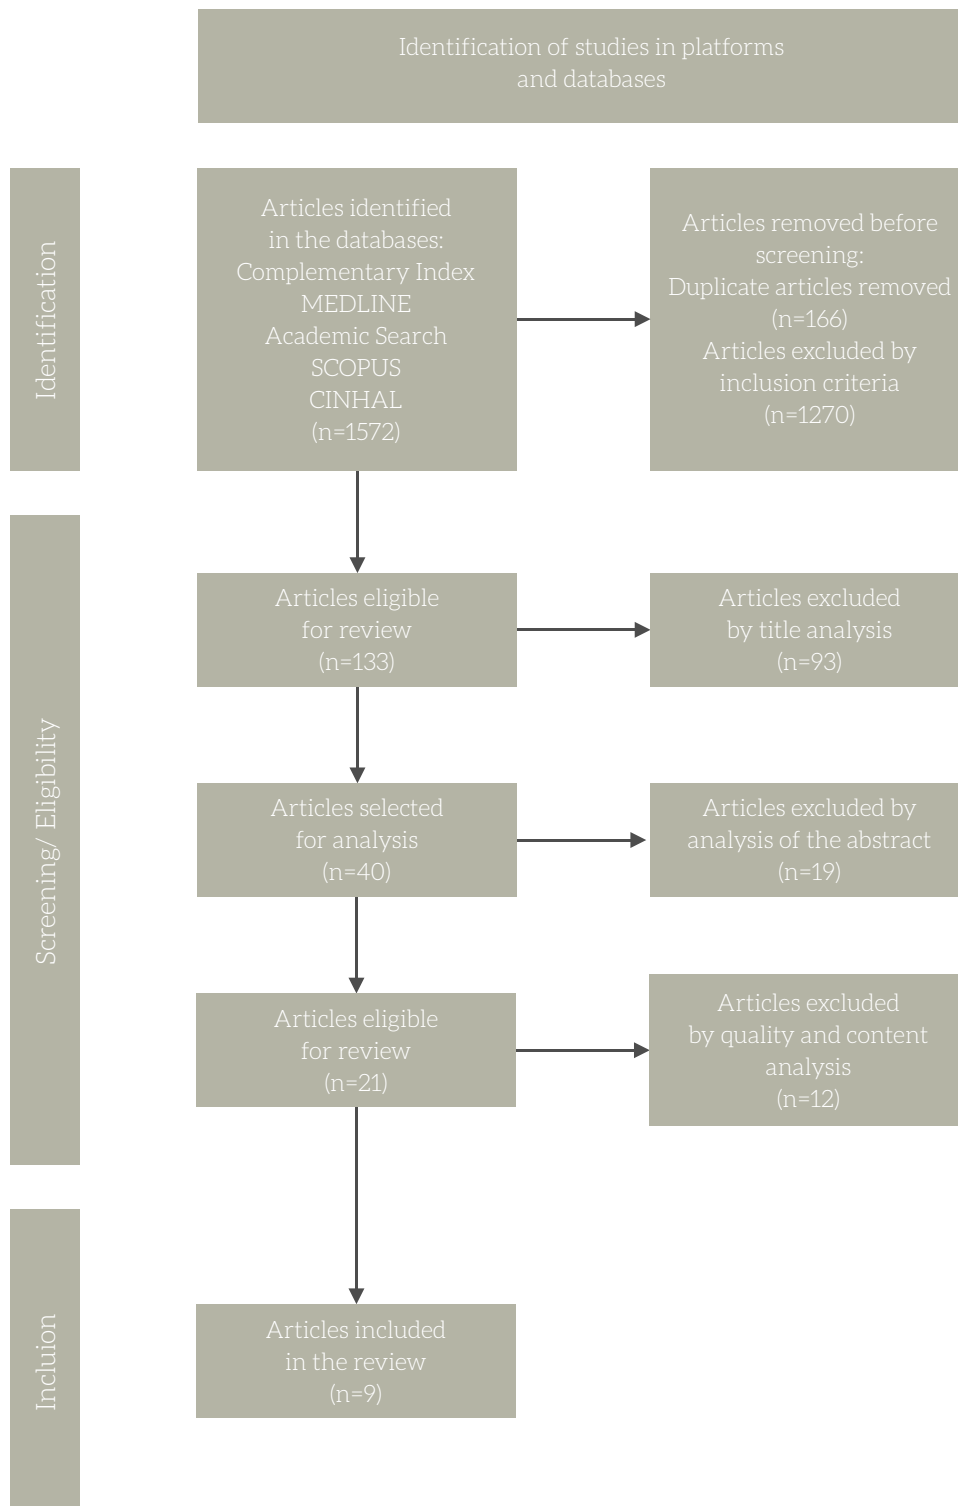 Identification of studies in platforms
and databases
Identification
Articles identified
in the databases:
Complementary Index
MEDLINE
Academic Search
SCOPUS
CINHAL
(n=1572)
Articles removed before
screening:
Duplicate articles removed
(n=166)
Articles excluded by
inclusion criteria
(n=1270)
Screening/ Eligibility
Articles eligible
for review
(n=133)
Articles excluded
by title analysis
(n=93)
Articles selected
for analysis
(n=40)
Articles excluded by
analysis of the abstract
(n=19)
Articles eligible
for review
(n=21)
Articles excluded
by quality and content
analysis
(n=12)
Incluion
Articles included
in the review
(n=9)